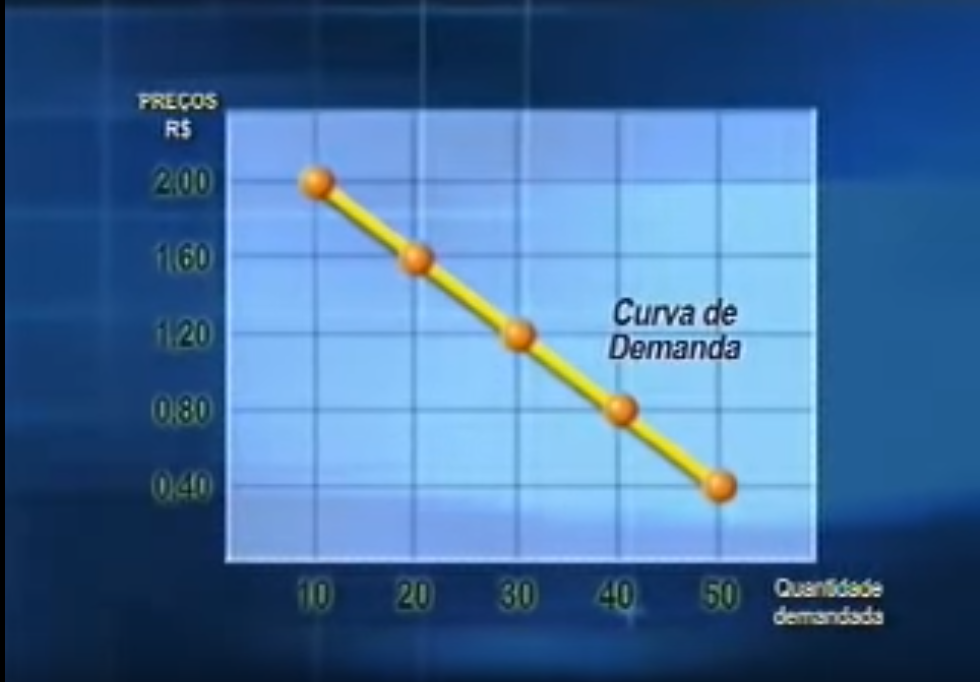 PREÇOS
R$
2,00
1,60
1,20
0,80
0,40
Curva de
Demanda
10 20 30 40 50
Quantidade
demandada